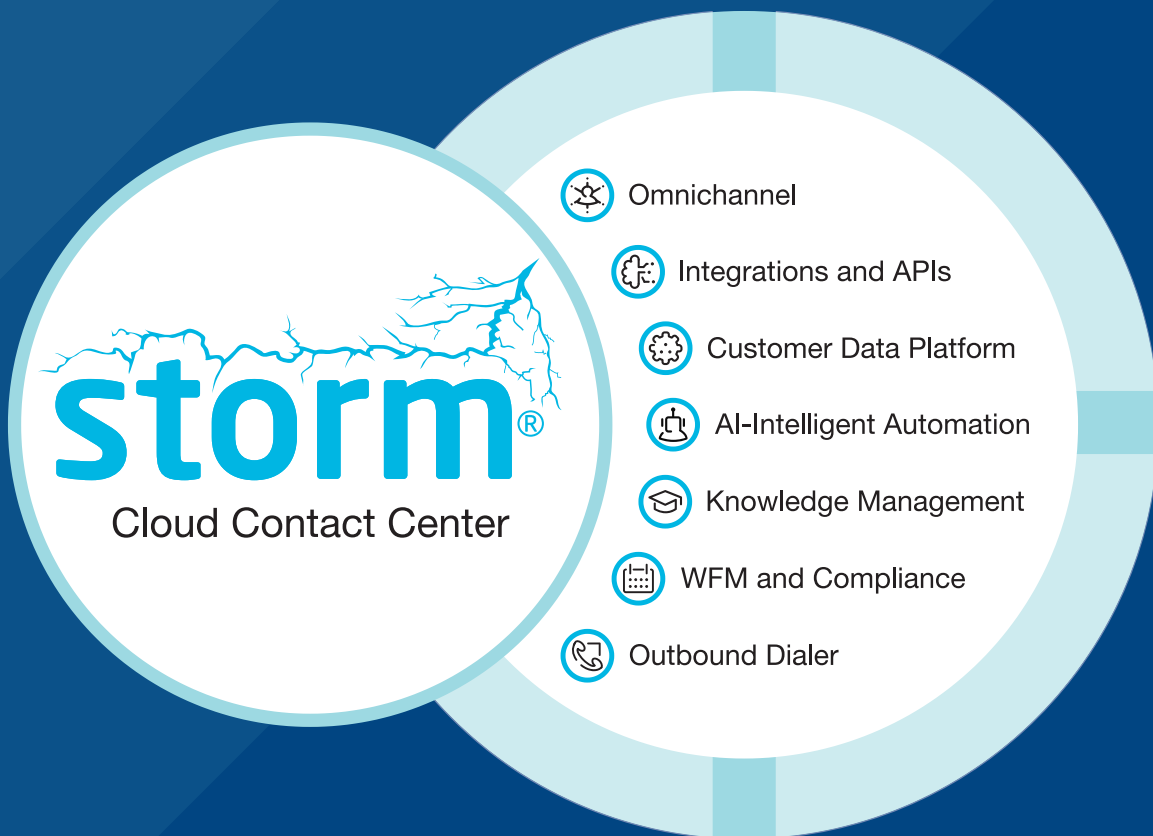 storm®
Cloud Contact Center
Omnichannel
Integrations and APIs
Customer Data Platform
AI-Intelligent Automation
Knowledge Management
WFM and Compliance
Outbound Dialer